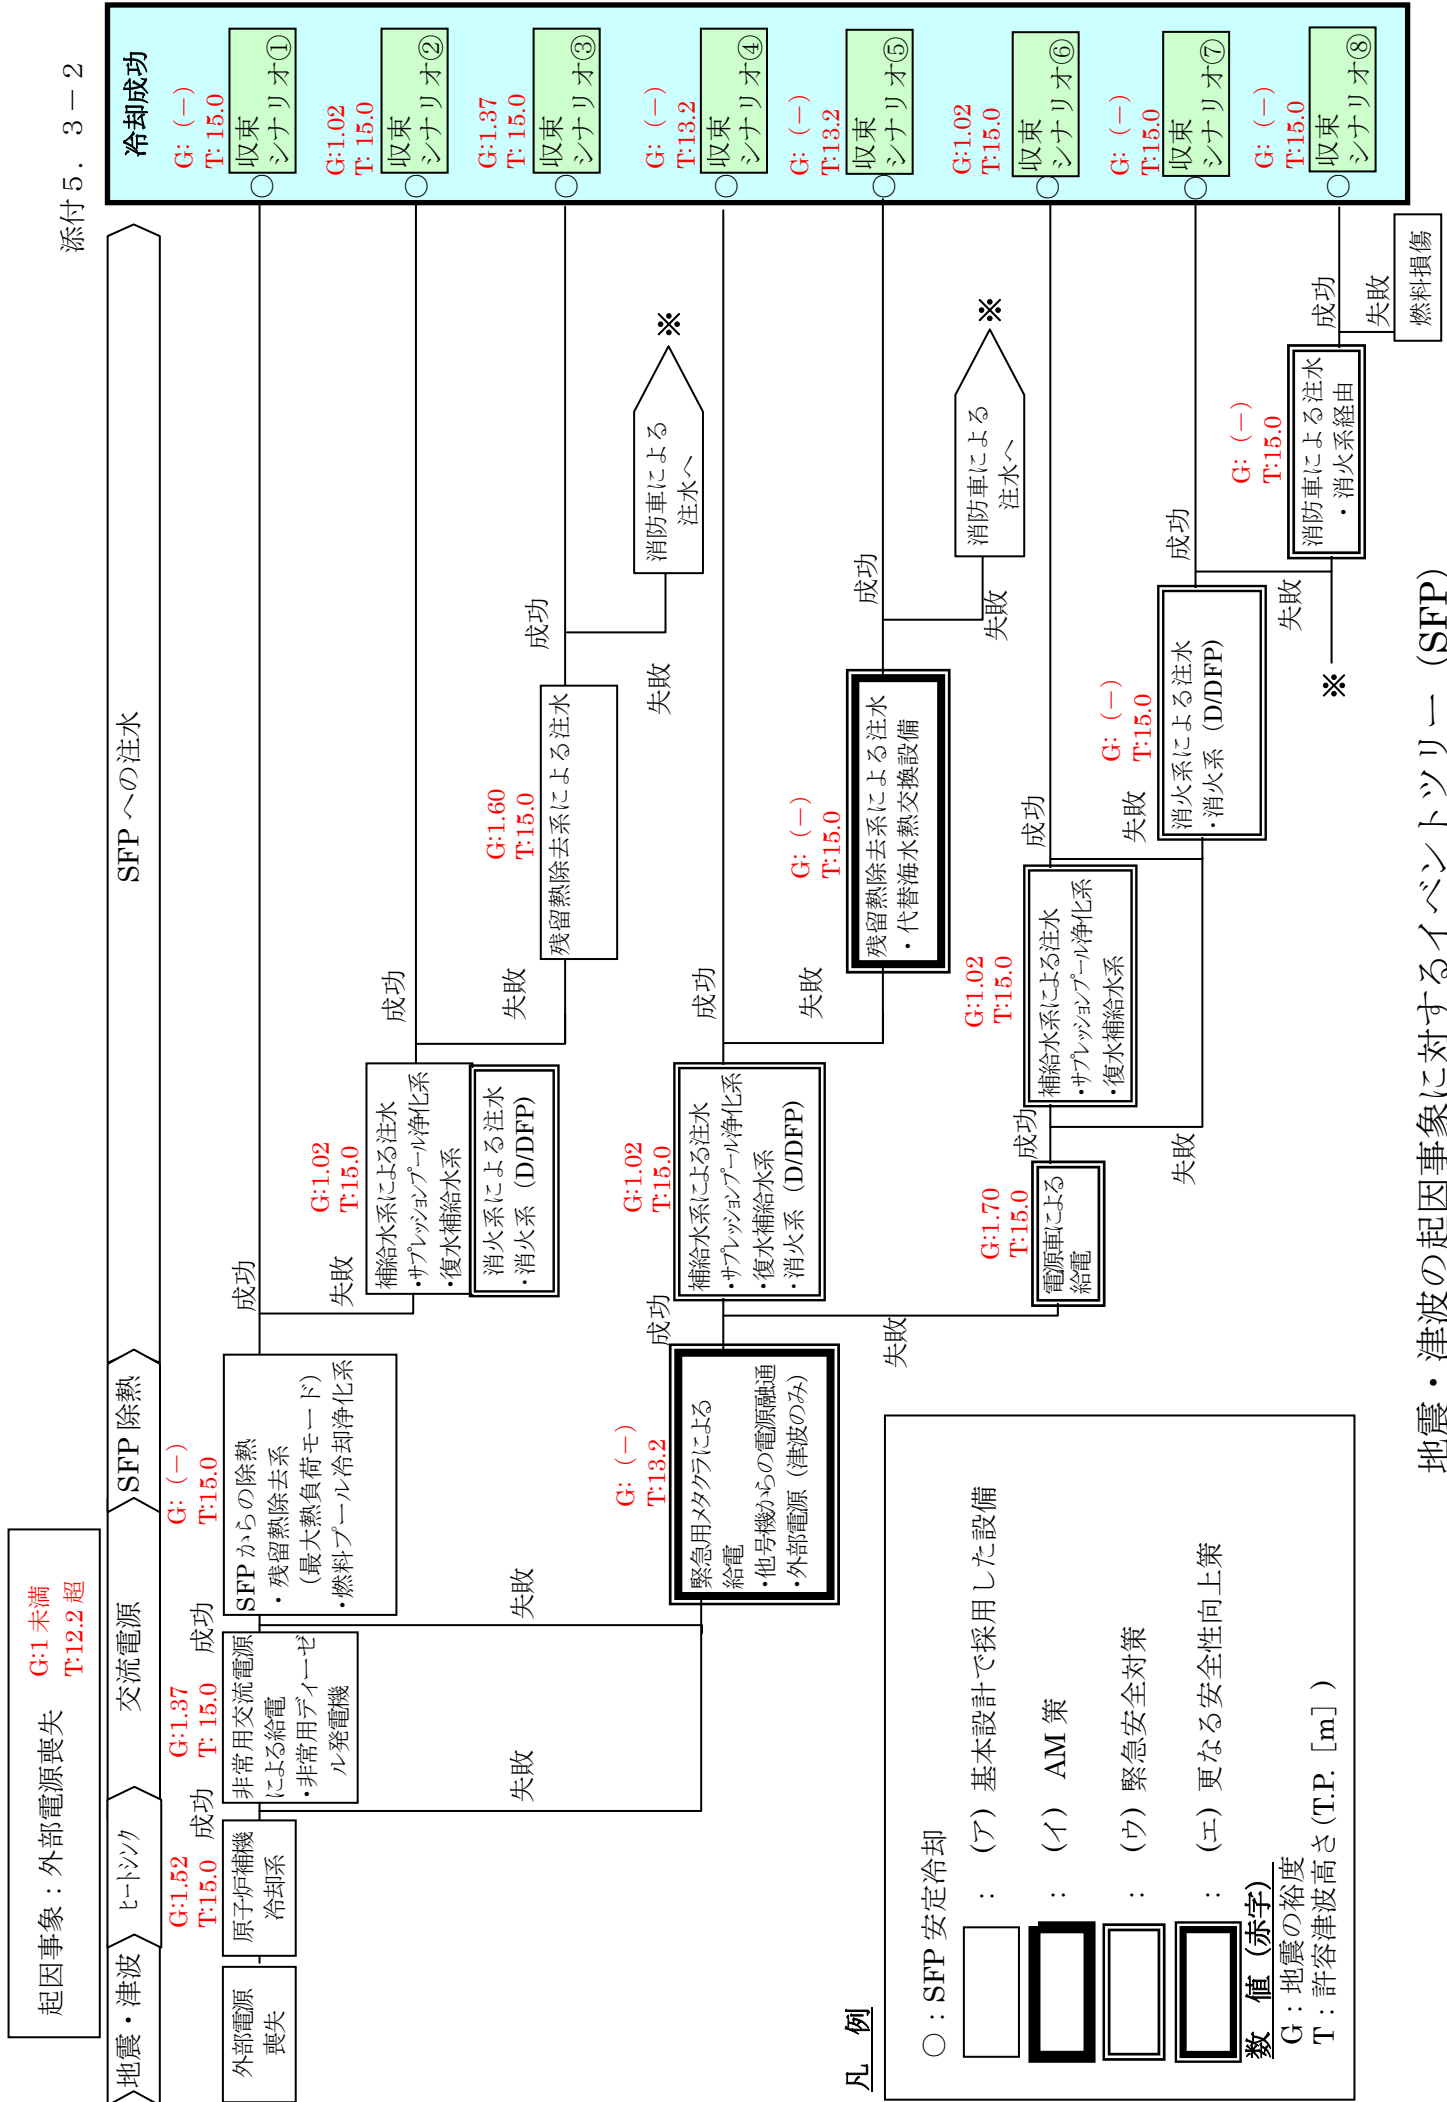 添付５．３－２
起因事象：外部電源喪失
G:1 未満
T:12.2 超
地震・津波
ヒートシンク
交流電源
SFP 除熱
SFP への注水
冷却成功
外部電源
喪失
G:1.52
T:15.0
原子炉補機
冷却系
成功
失敗
G:1.37
T: 15.0
非常用交流電源
による給電
・非常用ディーゼ
ル発電機
成功
失敗
G: (－)
T:15.0
SFP からの除熱
・ 残留熱除去系
(最大熱負荷モード)
・燃料プール冷却浄化系
成功
失敗
G: (－)
T: 15.0
収束
シナリオ①
G:1.02
T:15.0
補給水系による注水
・サプレッションプール浄化系
・復水補給水系
消火系による注水
・消火系 (D/DFP)
成功
失敗
G:1.02
T: 15.0
収束
シナリオ②
G:1.60
T:15.0
残留熱除去系による注水
成功
失敗
G:1.37
T: 15.0
収束
シナリオ③
消防車による
注水へ
※
G: (－)
T:13.2
緊急用メタクラによる
給電
・他号機からの電源融通
・外部電源 (津波のみ)
成功
失敗
G:1.02
T:15.0
補給水系による注水
・サプレッションプール浄化系
・復水補給水系
・消火系 (D/DFP)
成功
失敗
G: (－)
T:13.2
収束
シナリオ④
G: (－)
T:15.0
残留熱除去系による注水
・ 代替海水熱交換設備
成功
失敗
G: (－)
T:13.2
収束
シナリオ⑤
消防車による
注水へ
※
G:1.70
T:15.0
電源車による
給電
成功
失敗
G:1.02
T:15.0
補給水系による注水
・サプレッションプール浄化系
・復水補給水系
成功
失敗
G:1.02
T:15.0
収束
シナリオ⑥
G: (－)
T:15.0
消火系による注水
・消火系 (D/DFP)
成功
失敗
G: (－)
T:15.0
収束
シナリオ⑦
※
G: (－)
T:15.0
消防車による注水
・ 消火系経由
成功
失敗
G: (－)
T:15.0
収束
シナリオ⑧
燃料損傷
凡　例
○：SFP 安定冷却
： (ア) 基本設計で採用した設備
： (イ) AM 策
： (ウ) 緊急安全対策
： (エ) 更なる安全性向上策
数　値 (赤字)
G：地震の裕度
T：許容津波高さ(T.P. [m] )
地震・津波の起因事象に対するイベントツリー (SFP)